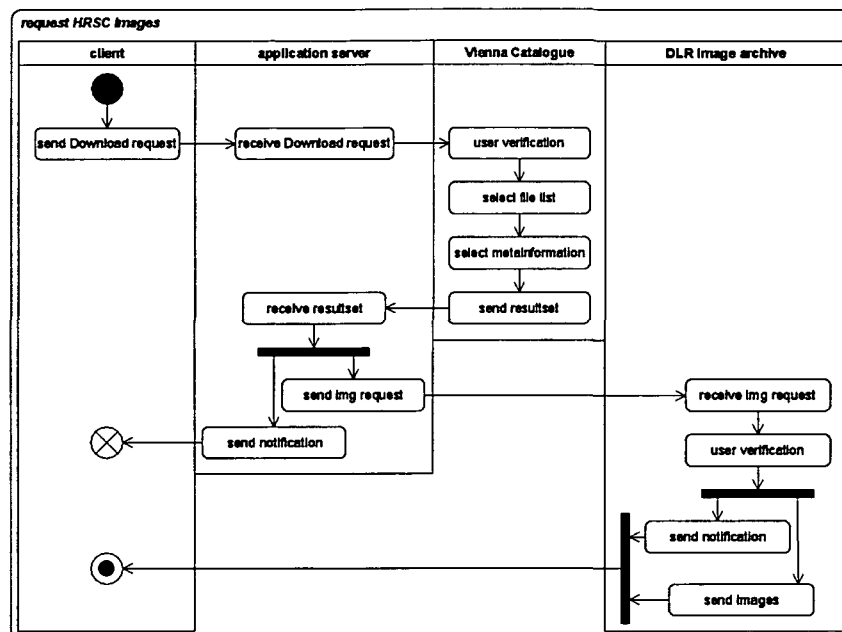 request HRSC Images
client
application server
Vienna Catalogue
DLR Image archive
send Download request
receive Download request
user verification
select file list
select metainformation
receive resultset
send resultset
send img request
receive img request
send notification
user verification
send notification
send images